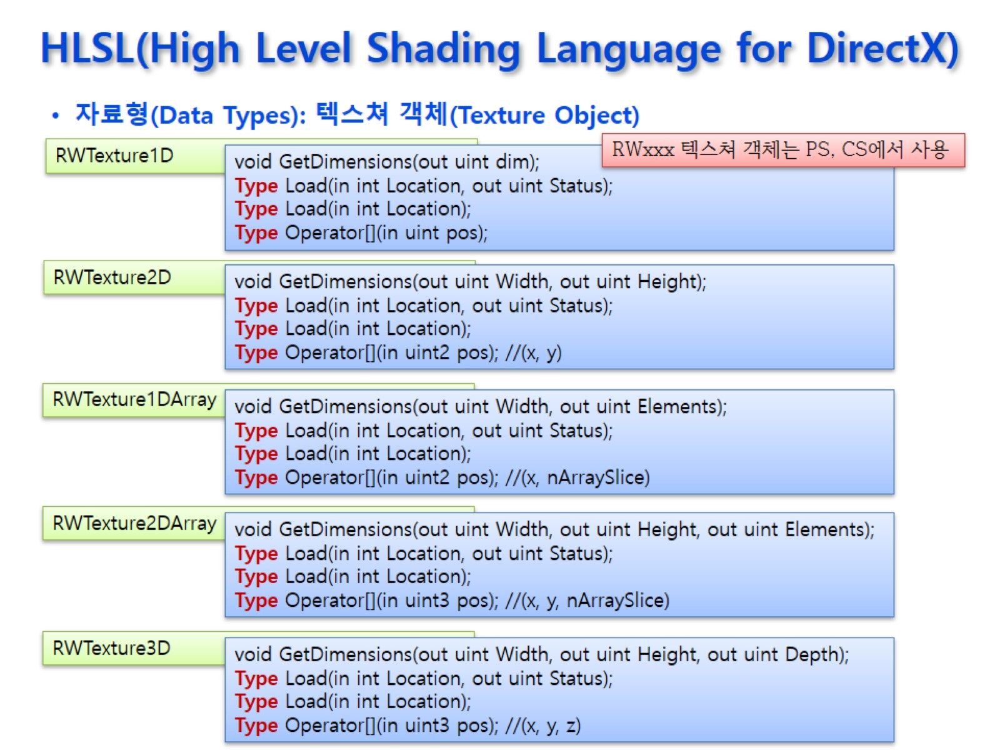 HLSL(High Level Shading Language for DirectX)
• 자료형(Data Types): 텍스쳐 객체(Texture Object)
RWxxx 텍스쳐 객체는 PS, CS에서 사용
RWTexture1D
void GetDimensions(out uint dim);
Type Load(in int Location, out uint Status);
Type Load(in int Location);
Type Operator[](in uint pos);
RWTexture2D
void GetDimensions(out uint Width, out uint Height);
Type Load(in int Location, out uint Status);
Type Load(in int Location);
Type Operator[](in uint2 pos); //(x, y)
RWTexture1DArray
void GetDimensions(out uint Width, out uint Elements);
Type Load(in int Location, out uint Status);
Type Load(in int Location);
Type Operator[](in uint2 pos); //(x, nArraySlice)
RWTexture2DArray
void GetDimensions(out uint Width, out uint Height, out uint Elements);
Type Load(in int Location, out uint Status);
Type Load(in int Location);
Type Operator[](in uint3 pos); //(x, y, nArraySlice)
RWTexture3D
void GetDimensions(out uint Width, out uint Height, out uint Depth);
Type Load(in int Location, out uint Status);
Type Load(in int Location);
Type Operator[](in uint3 pos); //(x, y, z)